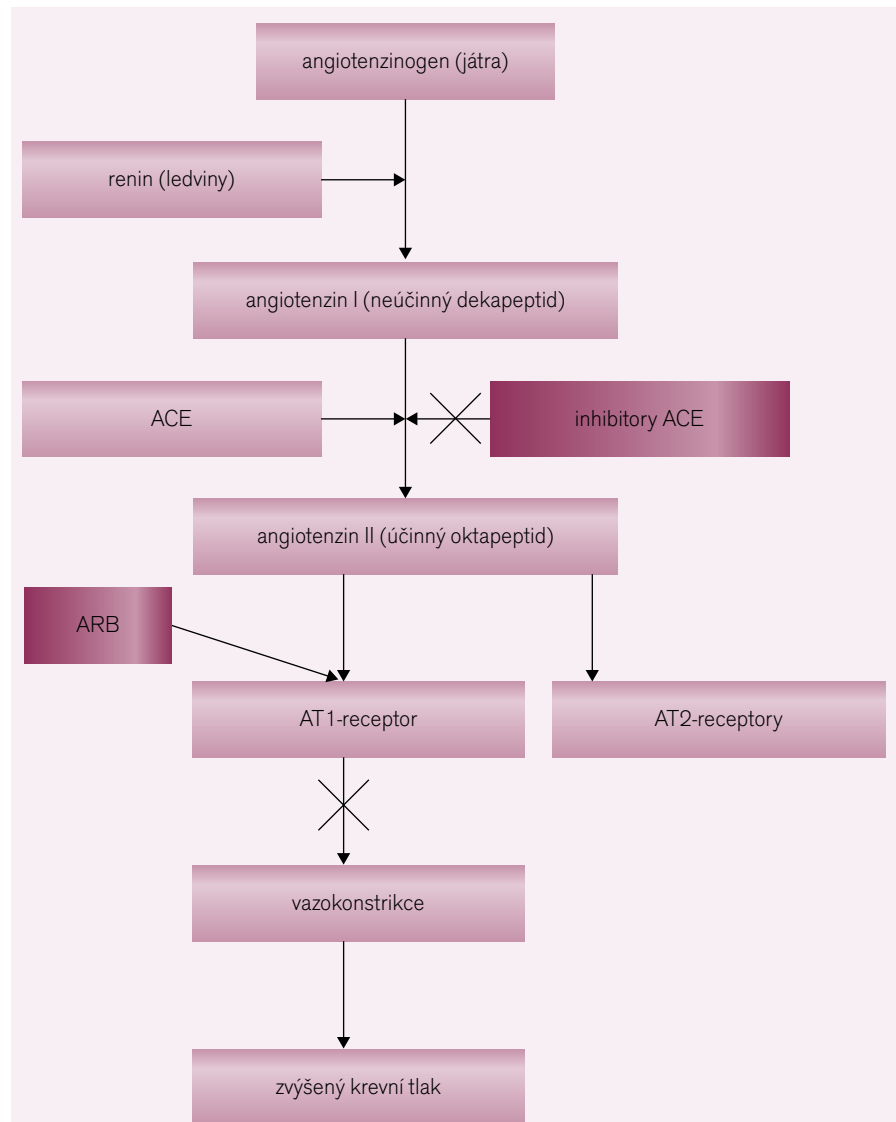 angiotenzinogen (játra)
renin (ledviny)
angiotenzin I (neúčinný dekapeptid)
ACE
inhibitory ACE
angiotenzin II (účinný oktapeptid)
ARB
AT1-receptor
AT2-receptory
vazokonstrikce
zvýšený krevní tlak